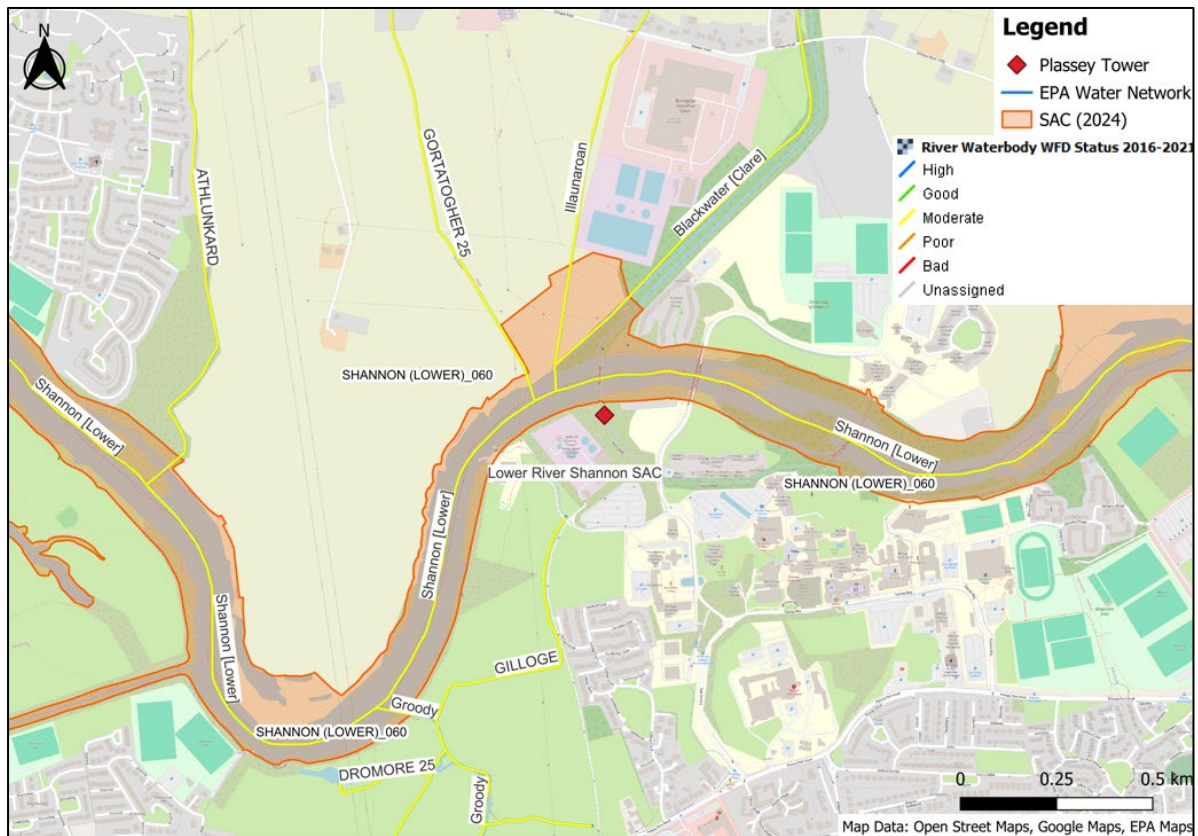 N
Legend
Plassey Tower
EPA Water Network
SAC (2024)
River Waterbody WFD Status 2016-2021
High
Good
Moderate
Poor
Bad
Unassigned
ATHLUNKARD
GORTATOGHER 25
Illaunaroan
Blackwater [Clare]
SHANNON (LOWER)_060
Shannon [Lower]
Shannon [Lower]
Lower River Shannon SAC
SHANNON (LOWER)_060
Shannon [Lower]
Shannon [Lower]
GILLOGE
Groody
SHANNON (LOWER)_060
DROMORE 25
Groody
0 0.25 0.5 km
Map Data: Open Street Maps, Google Maps, EPA Maps